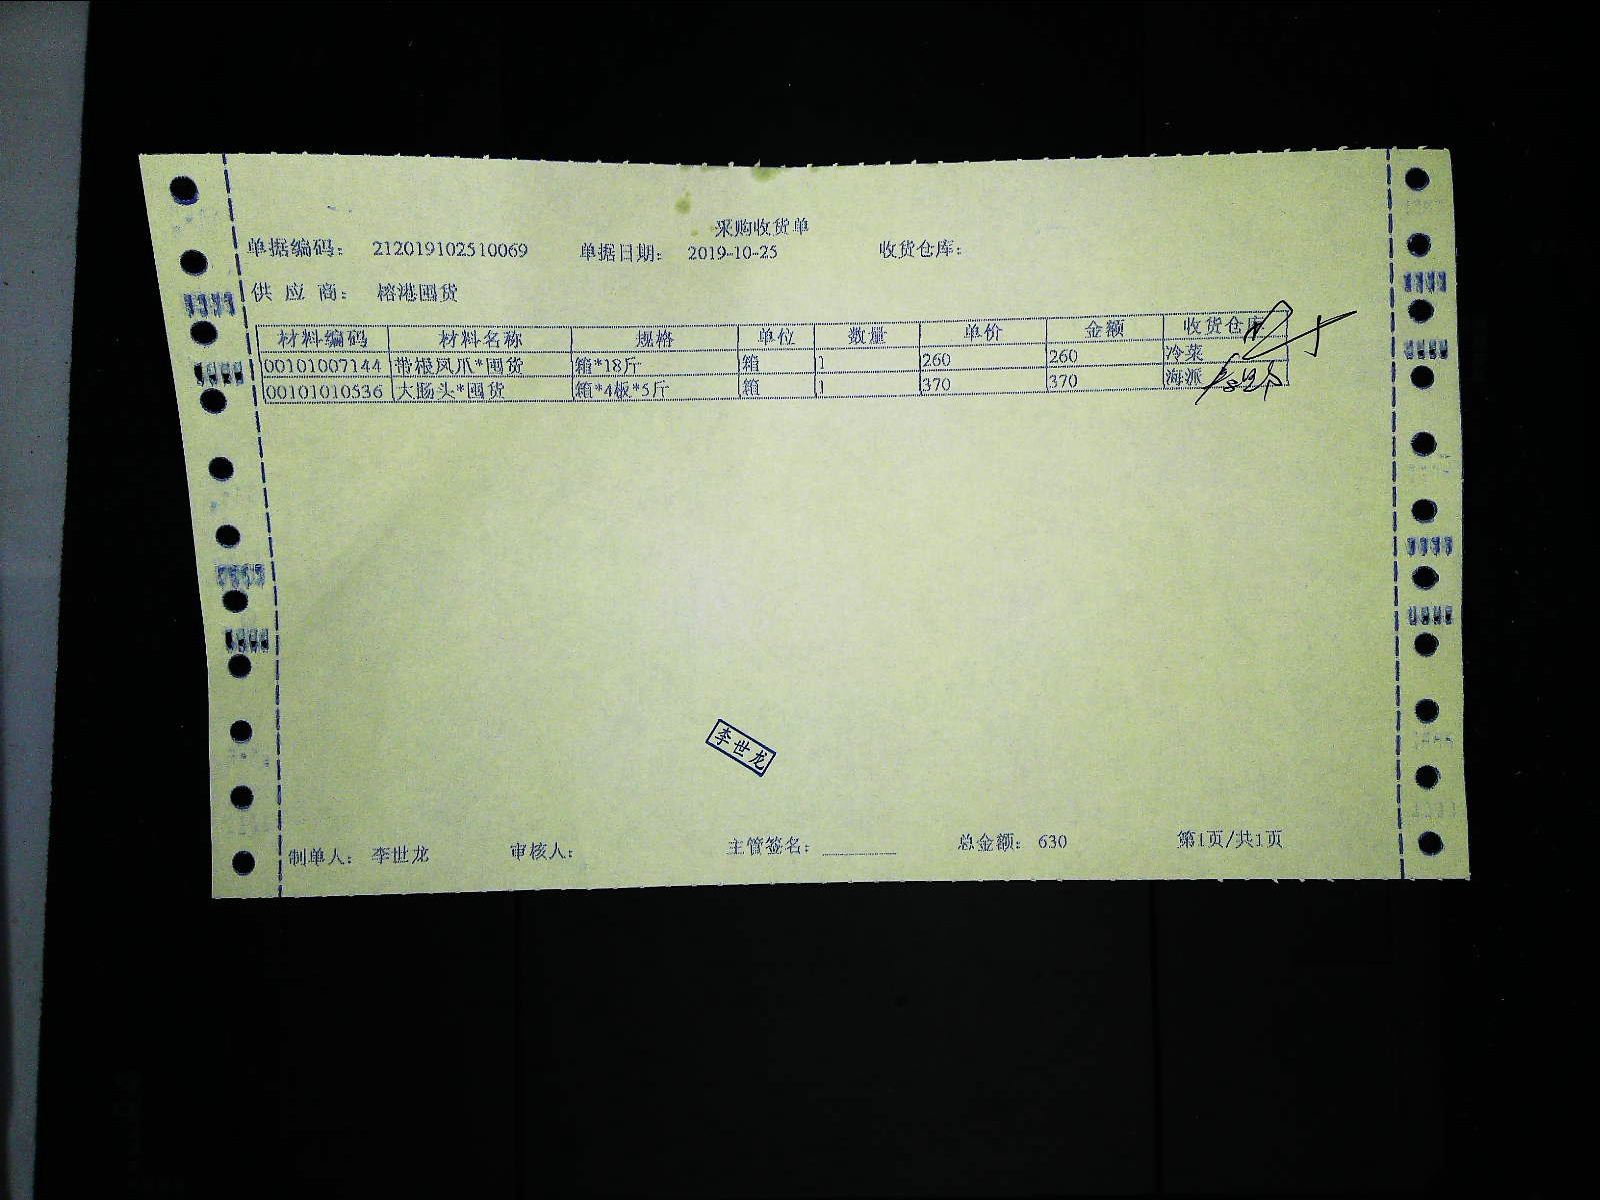 采购收货单
单据编码： 212019102510069 单据日期： 2019-10-25 收货仓库：
供 应 商： 榕港囤货
材料编码 材料名称 规格 单位 数量 单价 金额 收货仓库
00101007144 带根凤爪*囤货 箱*18斤 箱 1 260 260 冷菜
00101010536 大肠头*囤货 箱*4板*5斤 箱 1 370 370 海派
李世龙
制单人： 李世龙 审核人： 主管签名： 总金额： 630 第1页/共1页